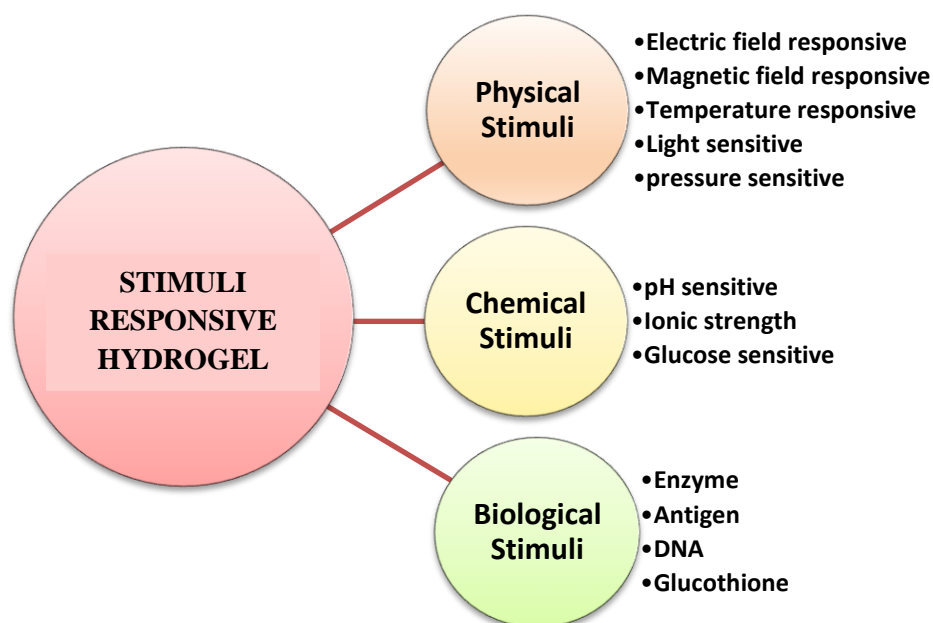 STIMULI
RESPONSIVE
HYDROGEL
Physical
Stimuli
•Electric field responsive
•Magnetic field responsive
•Temperature responsive
•Light sensitive
•pressure sensitive
Chemical
Stimuli
•pH sensitive
•Ionic strength
•Glucose sensitive
Biological
Stimuli
•Enzyme
•Antigen
•DNA
•Glucothione